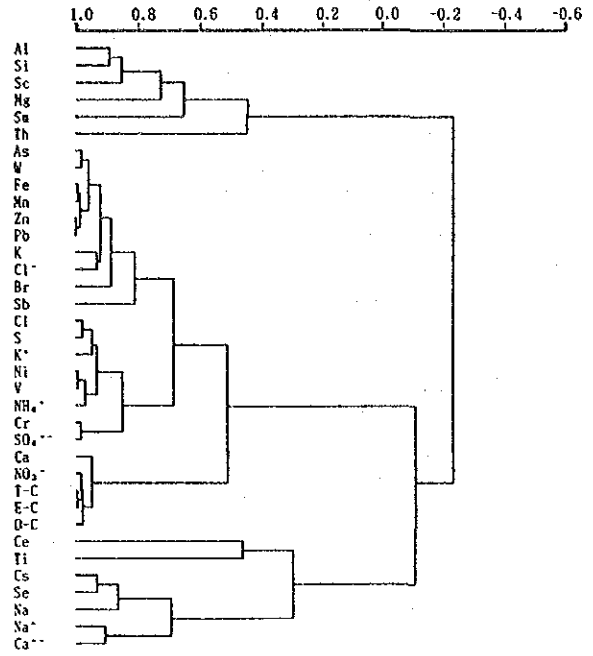 1.0 0.8 0.6 0.4 0.2 0.0 -0.2 -0.4 -0.6
Al
Si
Sc
Mg
Sm
Th
As
W
Fe
Mn
Zn
Pb
K
Cl⁻
Br
Sb
Cl
S
K⁺
Ni
V
NH₄⁺
Cr
SO₄⁻⁻
Ca
NO₃⁻
T-C
E-C
O-C
Ce
Ti
Cs
Se
Na
Na⁺
Ca⁺⁺